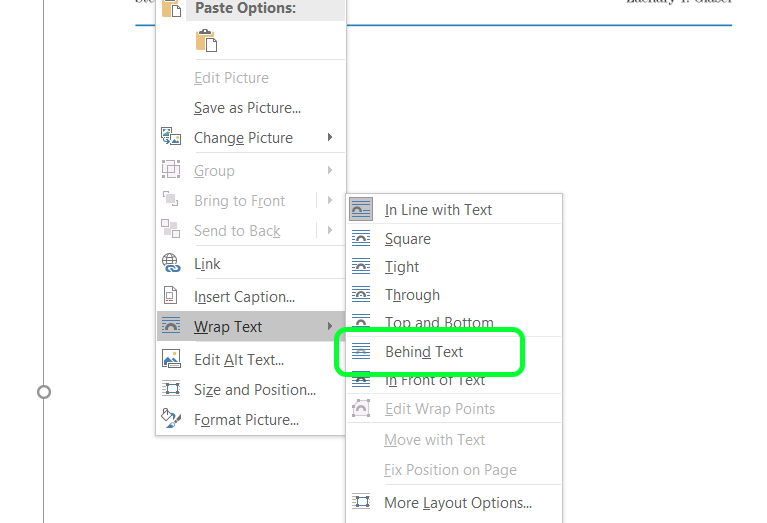 Paste Options:
Edit Picture
Save as Picture...
Change Picture
Group
Bring to Front
Send to Back
Link
Insert Caption...
Wrap Text
Edit Alt Text...
Size and Position...
Format Picture...
In Line with Text
Square
Tight
Through
Top and Bottom
Behind Text
In Front of Text
Edit Wrap Points
Move with Text
Fix Position on Page
More Layout Options...